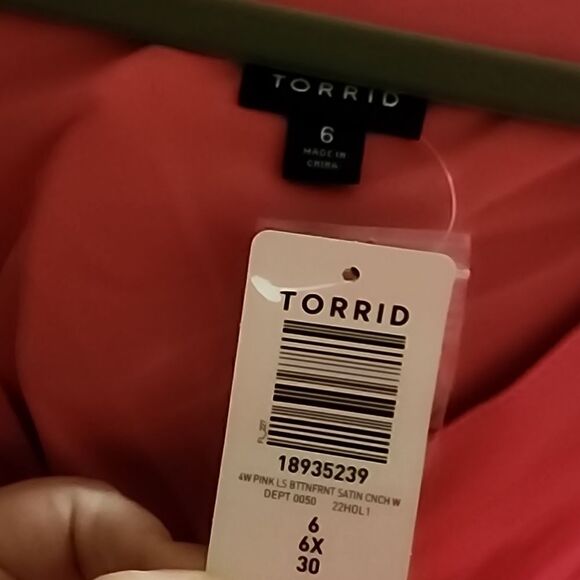 TORRID
6
MADE IN
CHINA
TORRID
18935239
4W PINK LS BTTNFRNT SATIN CNCH W
DEPT 0050 22HOL1
6
6X
30